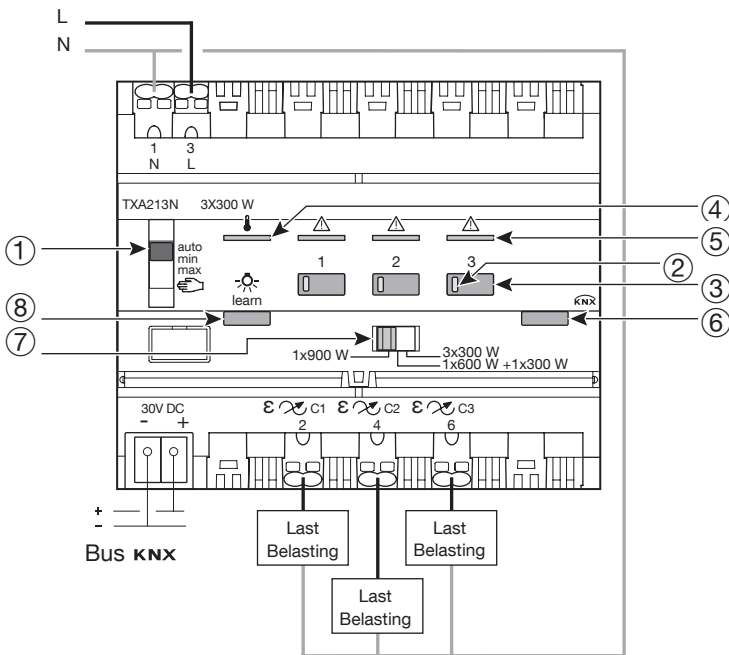 L
N
1 3
N L
TXA213N 3X300 W
④
⑤
①
auto
min
max
1 2 3
②
③
learn
KNX
⑧
⑥
⑦
1x900 W 3x300 W
1x600 W +1x300 W
30V DC
- +
ε C1 ε C2 ε C3
2 4 6
+
-
Bus KNX
Last
Belasting
Last
Belasting
Last
Belasting